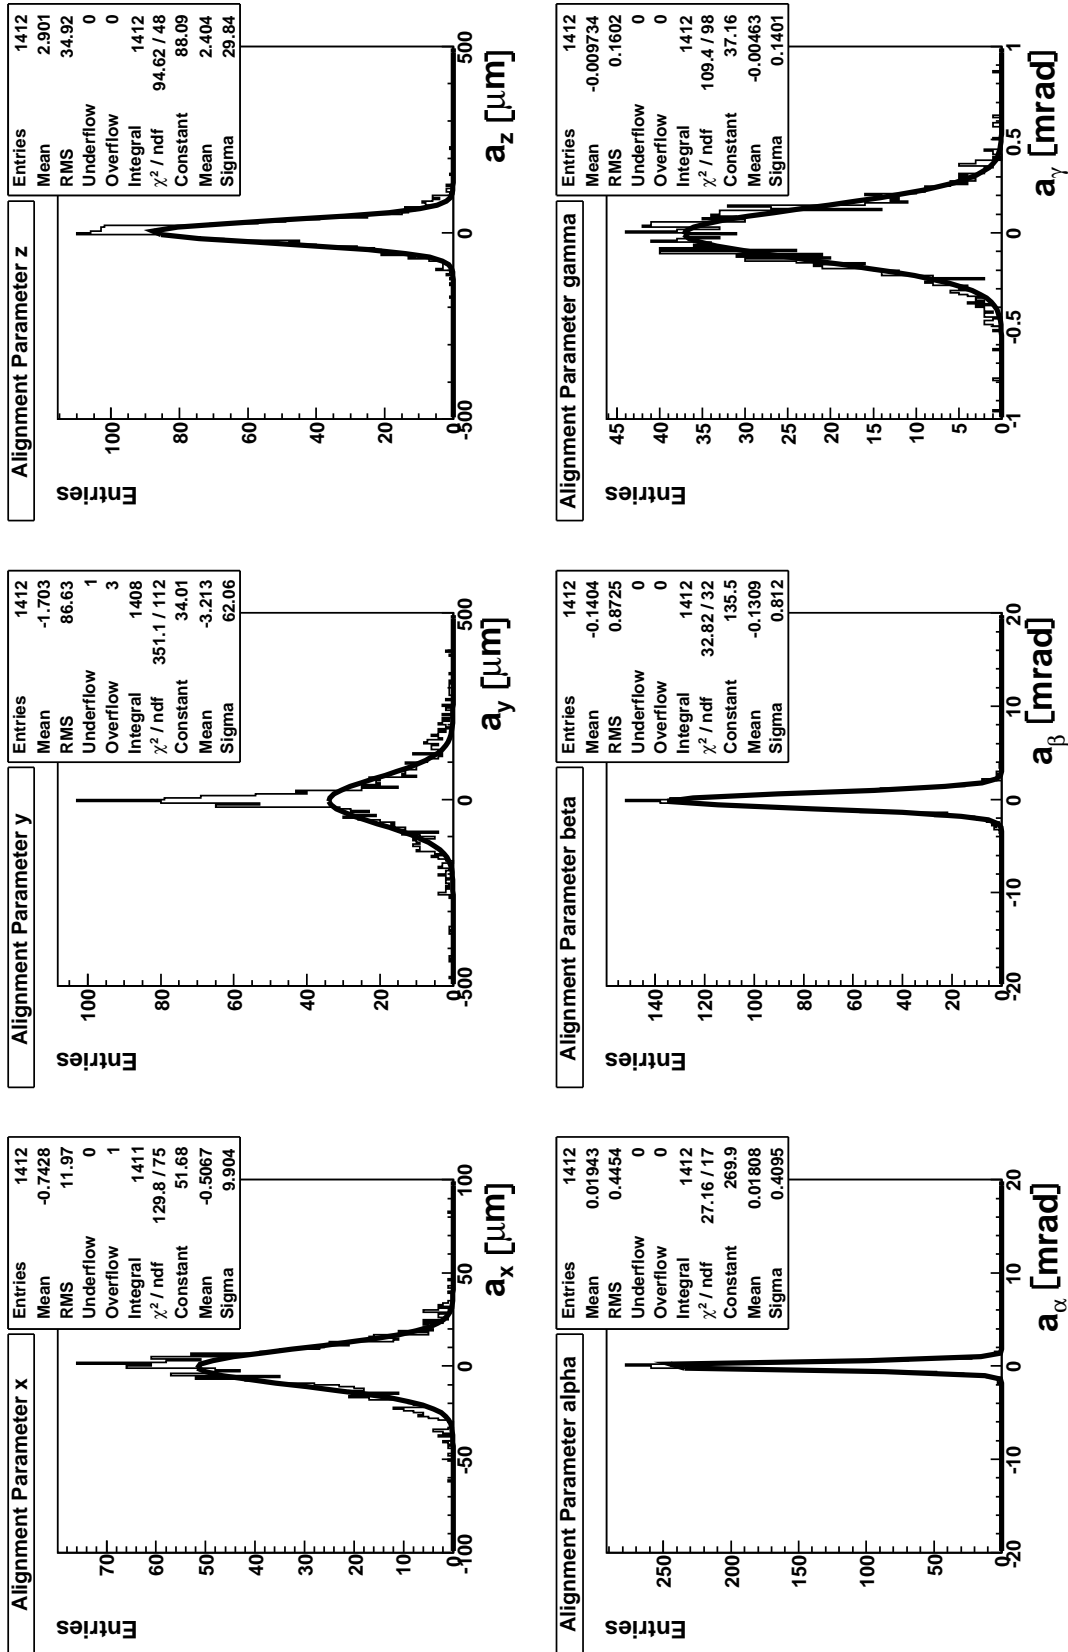 Alignment Parameter x
Entries 1412
Mean -0.7428
RMS 11.97
Underflow 0
Overflow 1
Integral 1411
χ² / ndf 129.8 / 75
Constant 51.68
Mean -0.5067
Sigma 9.904
Entries
70
60
50
40
30
20
10
0
-100 -50 0 50 100
a_x [μm]
Alignment Parameter y
Entries 1412
Mean -1.703
RMS 86.63
Underflow 1
Overflow 3
Integral 1408
χ² / ndf 351.1 / 112
Constant 34.01
Mean -3.213
Sigma 62.06
Entries
100
80
60
40
20
0
-500 0 500
a_y [μm]
Alignment Parameter z
Entries 1412
Mean 2.901
RMS 34.92
Underflow 0
Overflow 0
Integral 1412
χ² / ndf 94.62 / 48
Constant 88.09
Mean 2.404
Sigma 29.84
Entries
100
80
60
40
20
0
-500 0 500
a_z [μm]
Alignment Parameter alpha
Entries 1412
Mean 0.01943
RMS 0.4454
Underflow 0
Overflow 0
Integral 1412
χ² / ndf 27.16 / 17
Constant 269.9
Mean 0.01808
Sigma 0.4095
Entries
250
200
150
100
50
0
-20 -10 0 10 20
a_α [mrad]
Alignment Parameter beta
Entries 1412
Mean -0.1404
RMS 0.8725
Underflow 0
Overflow 0
Integral 1412
χ² / ndf 32.82 / 32
Constant 135.5
Mean -0.1309
Sigma 0.812
Entries
140
120
100
80
60
40
20
0
-20 -10 0 10 20
a_β [mrad]
Alignment Parameter gamma
Entries 1412
Mean -0.009734
RMS 0.1602
Underflow 0
Overflow 0
Integral 1412
χ² / ndf 109.4 / 98
Constant 37.16
Mean -0.00463
Sigma 0.1401
Entries
45
40
35
30
25
20
15
10
5
0
-1 -0.5 0 0.5 1
a_γ [mrad]